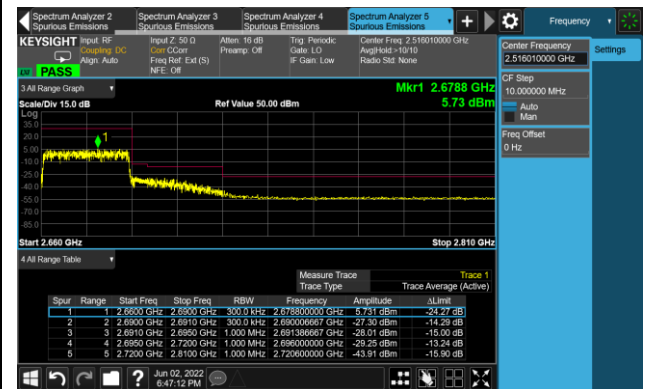 Spectrum Analyzer 2
Spurious Emissions
Spectrum Analyzer 3
Spurious Emissions
Spectrum Analyzer 4
Spurious Emissions
Spectrum Analyzer 5
Spurious Emissions
Frequency
KEYSIGHT
Input: RF
Coupling: DC
Align: Auto
Input Z: 50 Ω
Corr CCorr
Freq Ref: Ext (S)
NFE: Off
Atten: 16 dB
Preamp: Off
Trig: Periodic
Gate: LO
IF Gain: Low
Center Freq: 2.516010000 GHz
Avg|Hold:>10/10
Radio Std: None
PASS
Center Frequency
2.516010000 GHz
Settings
CF Step
10.000000 MHz
Auto
Man
Freq Offset
0 Hz
3 All Range Graph
Mkr1 2.6788 GHz
Scale/Div 15.0 dB
Ref Value 50.00 dBm
5.73 dBm
Log
35.0
20.0
5.00
-10.0
-25.0
-40.0
-55.0
-70.0
-85.0
1
Start 2.660 GHz
Stop 2.810 GHz
4 All Range Table
Measure Trace Trace 1
Trace Type Trace Average (Active)
Spur Range Start Freq Stop Freq RBW Frequency Amplitude ΔLimit
1 1 2.6600 GHz 2.6900 GHz 300.0 kHz 2.678800000 GHz 5.731 dBm -24.27 dB
2 2 2.6900 GHz 2.6910 GHz 300.0 kHz 2.690006667 GHz -27.30 dBm -14.29 dB
3 3 2.6910 GHz 2.6950 GHz 1.000 MHz 2.691386667 GHz -28.01 dBm -15.00 dB
4 4 2.6950 GHz 2.7200 GHz 1.000 MHz 2.696000000 GHz -29.25 dBm -13.24 dB
5 5 2.7200 GHz 2.8100 GHz 1.000 MHz 2.720600000 GHz -43.91 dBm -15.90 dB
Jun 02, 2022
6:47:12 PM